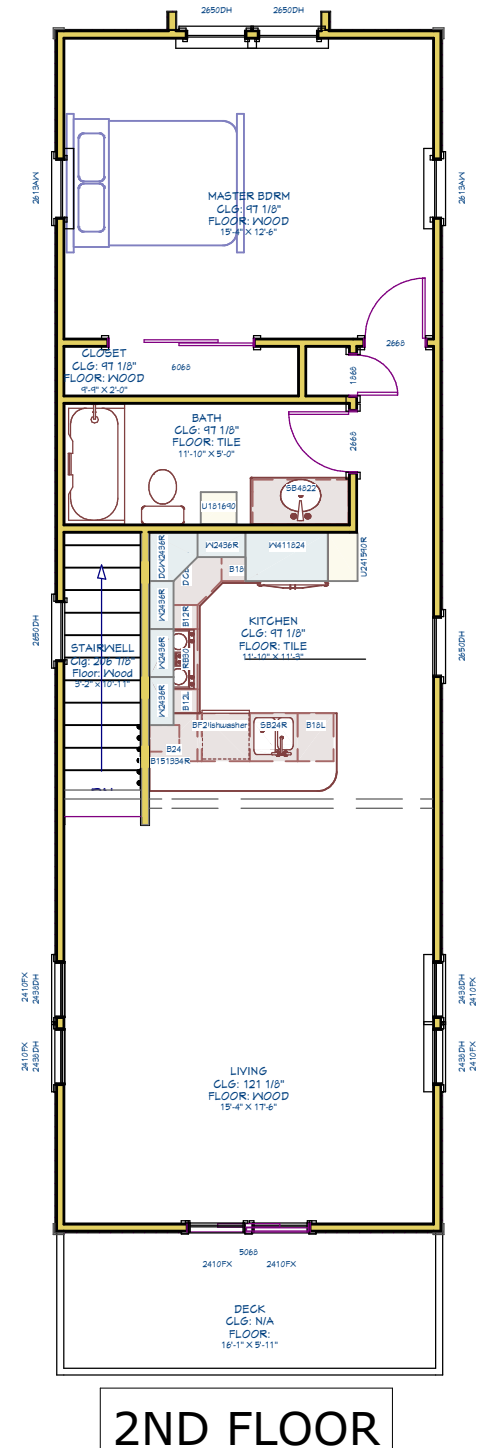 2650DH 2650DH
2613AW
2613AW
MASTER BDRM
CLG: 97 1/8"
FLOOR: WOOD
15'-4" X 12'-6"
2668
CLOSET
CLG: 97 1/8"
FLOOR: WOOD
9'-9" X 2'-0"
6068
1868
BATH
CLG: 97 1/8"
FLOOR: TILE
11'-10" X 5'-0"
2668
U181690
SB4822
DCW2436R
W2436R
W411824
U241590R
B18
W2436R
B12R
2650DH
STAIRWELL
Clg: 206 1/8"
Floor: Wood
3'-2" X 10'-11"
W2436R
KITCHEN
CLG: 97 1/8"
FLOOR: TILE
11'-10" X 11'-3"
2650DH
W2436R
B12L
B24
B151334R
dishwasher
SB24R
B18L
2410FX
2438DH
2410FX
2438DH
2438DH
2410FX
2438DH
2410FX
LIVING
CLG: 121 1/8"
FLOOR: WOOD
15'-4" X 17'-6"
5068
2410FX 2410FX
DECK
CLG: N/A
FLOOR:
16'-1" X 5'-11"
2ND FLOOR